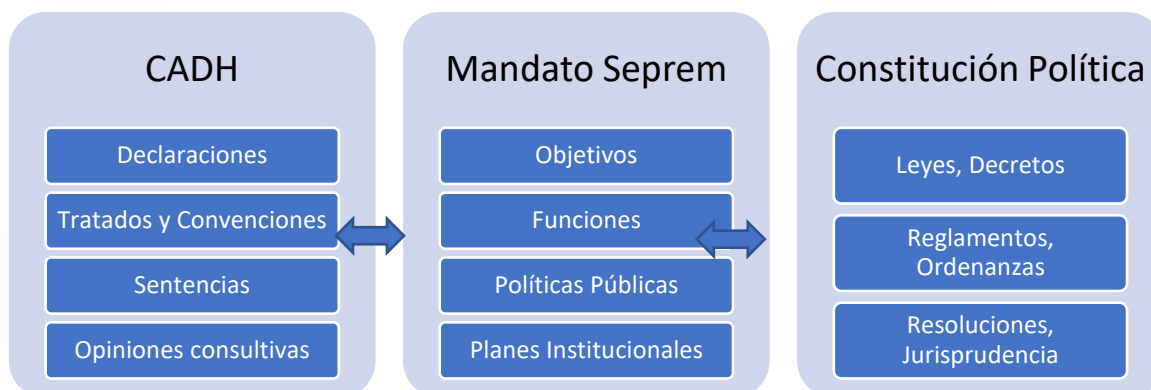 CADH
Declaraciones
Tratados y Convenciones
Sentencias
Opiniones consultivas
Mandato Seprem
Objetivos
Funciones
Políticas Públicas
Planes Institucionales
Constitución Política
Leyes, Decretos
Reglamentos,
Ordenanzas
Resoluciones,
Jurisprudencia